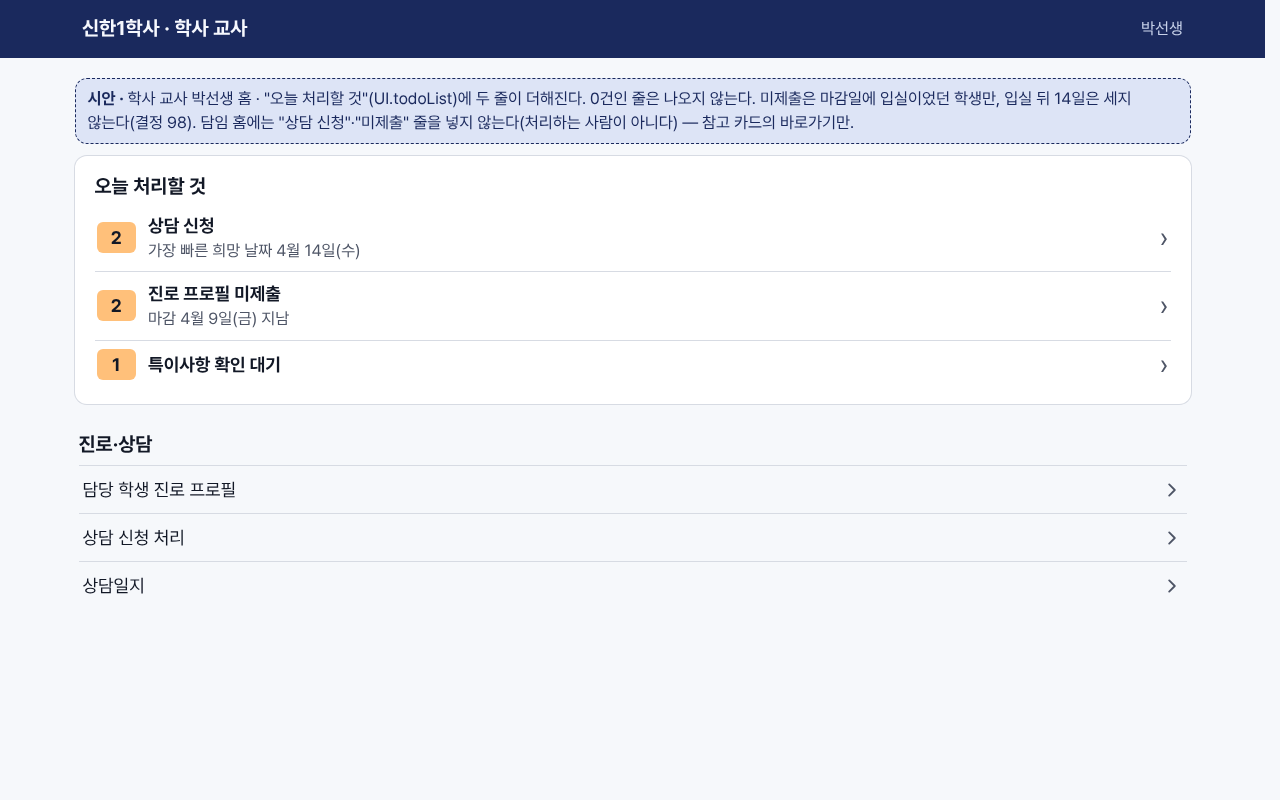 신한1학사 · 학사 교사
박선생
시안 · 학사 교사 박선생 홈 · "오늘 처리할 것"(UI.todoList)에 두 줄이 더해진다. 0건인 줄은 나오지 않는다. 미제출은 마감일에 입실이었던 학생만, 입실 뒤 14일은 세지
않는다(결정 98). 담임 홈에는 "상담 신청"·"미제출" 줄을 넣지 않는다(처리하는 사람이 아니다) — 참고 카드의 바로가기만.
오늘 처리할 것
2
상담 신청
가장 빠른 희망 날짜 4월 14일(수)
2
진로 프로필 미제출
마감 4월 9일(금) 지남
1
특이사항 확인 대기
진로·상담
담당 학생 진로 프로필
상담 신청 처리
상담일지